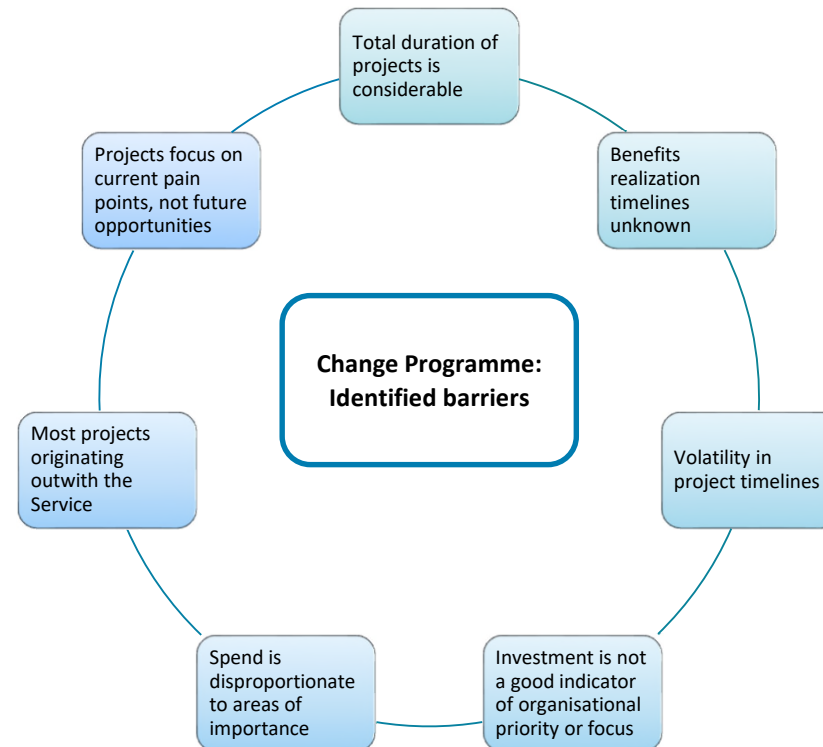 Total duration of
projects is
considerable
Benefits
realization
timelines
unknown
Volatility in
project timelines
Investment is not
a good indicator
of organisational
priority or focus
Spend is
disproportionate
to areas of
importance
Most projects
originating
outwith the
Service
Projects focus on
current pain
points, not future
opportunities
Change Programme:
Identified barriers